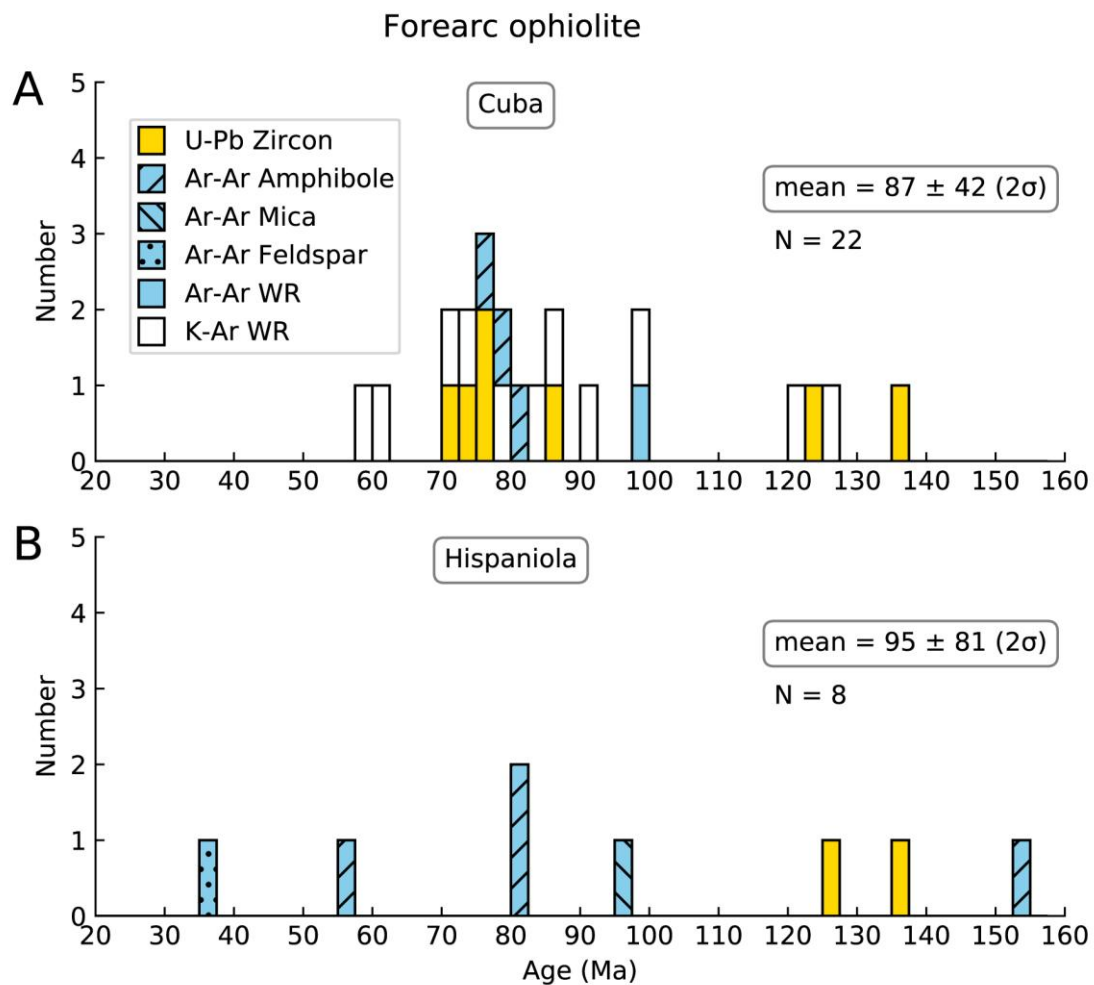 Forearc ophiolite
A
Cuba
5
4
3
2
1
0
Number
U-Pb Zircon
Ar-Ar Amphibole
Ar-Ar Mica
Ar-Ar Feldspar
Ar-Ar WR
K-Ar WR
mean = 87 ± 42 (2σ)
N = 22
20 30 40 50 60 70 80 90 100 110 120 130 140 150 160
B
Hispaniola
5
4
3
2
1
0
Number
mean = 95 ± 81 (2σ)
N = 8
20 30 40 50 60 70 80 90 100 110 120 130 140 150 160
Age (Ma)